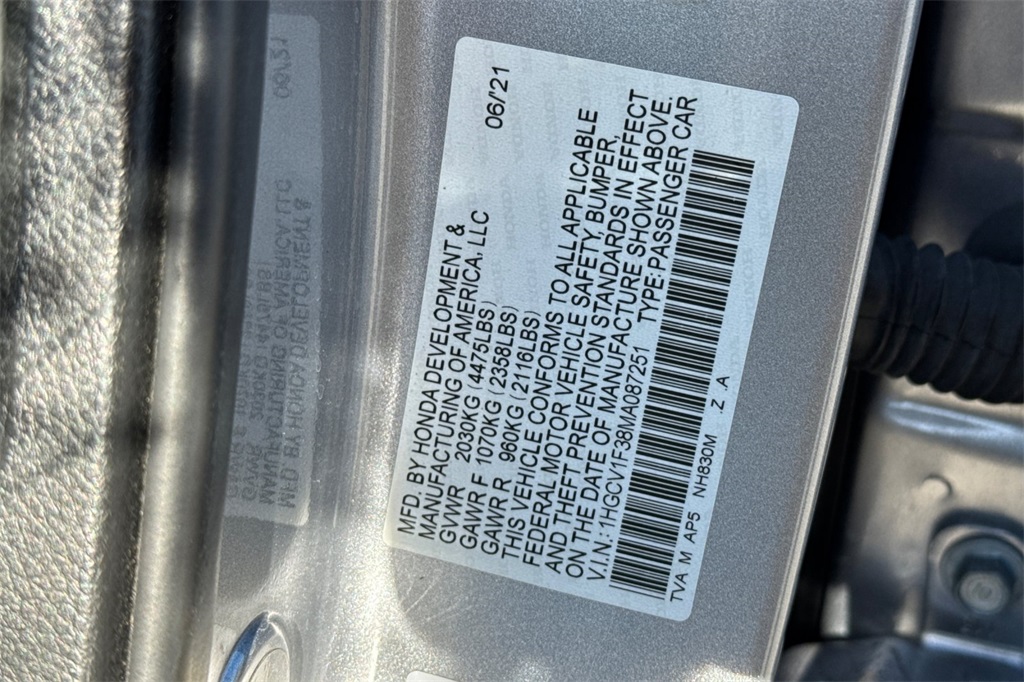 MFD. BY HONDA DEVELOPMENT &
MANUFACTURING OF AMERICA, LLC 06/'21
GVWR 2030KG (4475LBS)
GAWR F 1070KG (2358LBS)
GAWR R 960KG (2116LBS)
THIS VEHICLE CONFORMS TO ALL APPLICABLE
FEDERAL MOTOR VEHICLE SAFETY, BUMPER,
AND THEFT PREVENTION STANDARDS IN EFFECT
ON THE DATE OF MANUFACTURE SHOWN ABOVE.
V.I.N.: 1HGCV1F38MA087251 TYPE: PASSENGER CAR
TVA M AP5 NH830M Z A